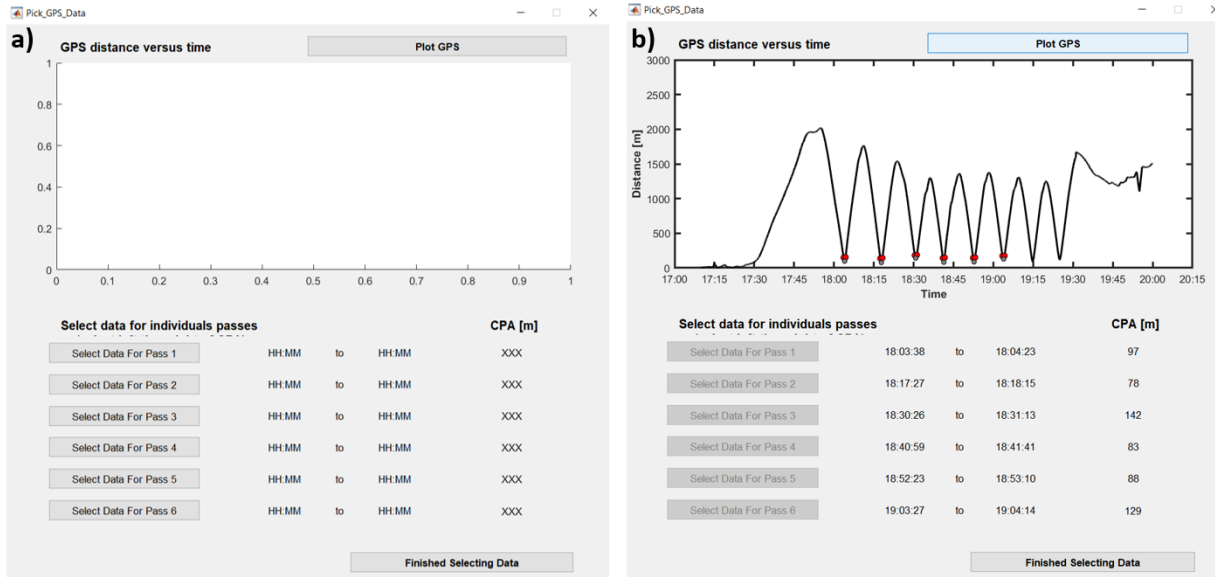 Pick_GPS_Data
a)
GPS distance versus time
Plot GPS
1
0.8
0.6
0.4
0.2
0
0 0.1 0.2 0.3 0.4 0.5 0.6 0.7 0.8 0.9 1
Select data for individuals passes
CPA [m]
Select Data For Pass 1 HH:MM to HH:MM XXX
Select Data For Pass 2 HH:MM to HH:MM XXX
Select Data For Pass 3 HH:MM to HH:MM XXX
Select Data For Pass 4 HH:MM to HH:MM XXX
Select Data For Pass 5 HH:MM to HH:MM XXX
Select Data For Pass 6 HH:MM to HH:MM XXX
Finished Selecting Data
Pick_GPS_Data
b)
GPS distance versus time
Plot GPS
3000
2500
2000
1500
1000
500
0
Distance [m]
17:00 17:15 17:30 17:45 18:00 18:15 18:30 18:45 19:00 19:15 19:30 19:45 20:00 20:15
Time
Select data for individuals passes
CPA [m]
Select Data For Pass 1 18:03:38 to 18:04:23 97
Select Data For Pass 2 18:17:27 to 18:18:15 78
Select Data For Pass 3 18:30:26 to 18:31:13 142
Select Data For Pass 4 18:40:59 to 18:41:41 83
Select Data For Pass 5 18:52:23 to 18:53:10 88
Select Data For Pass 6 19:03:27 to 19:04:14 129
Finished Selecting Data